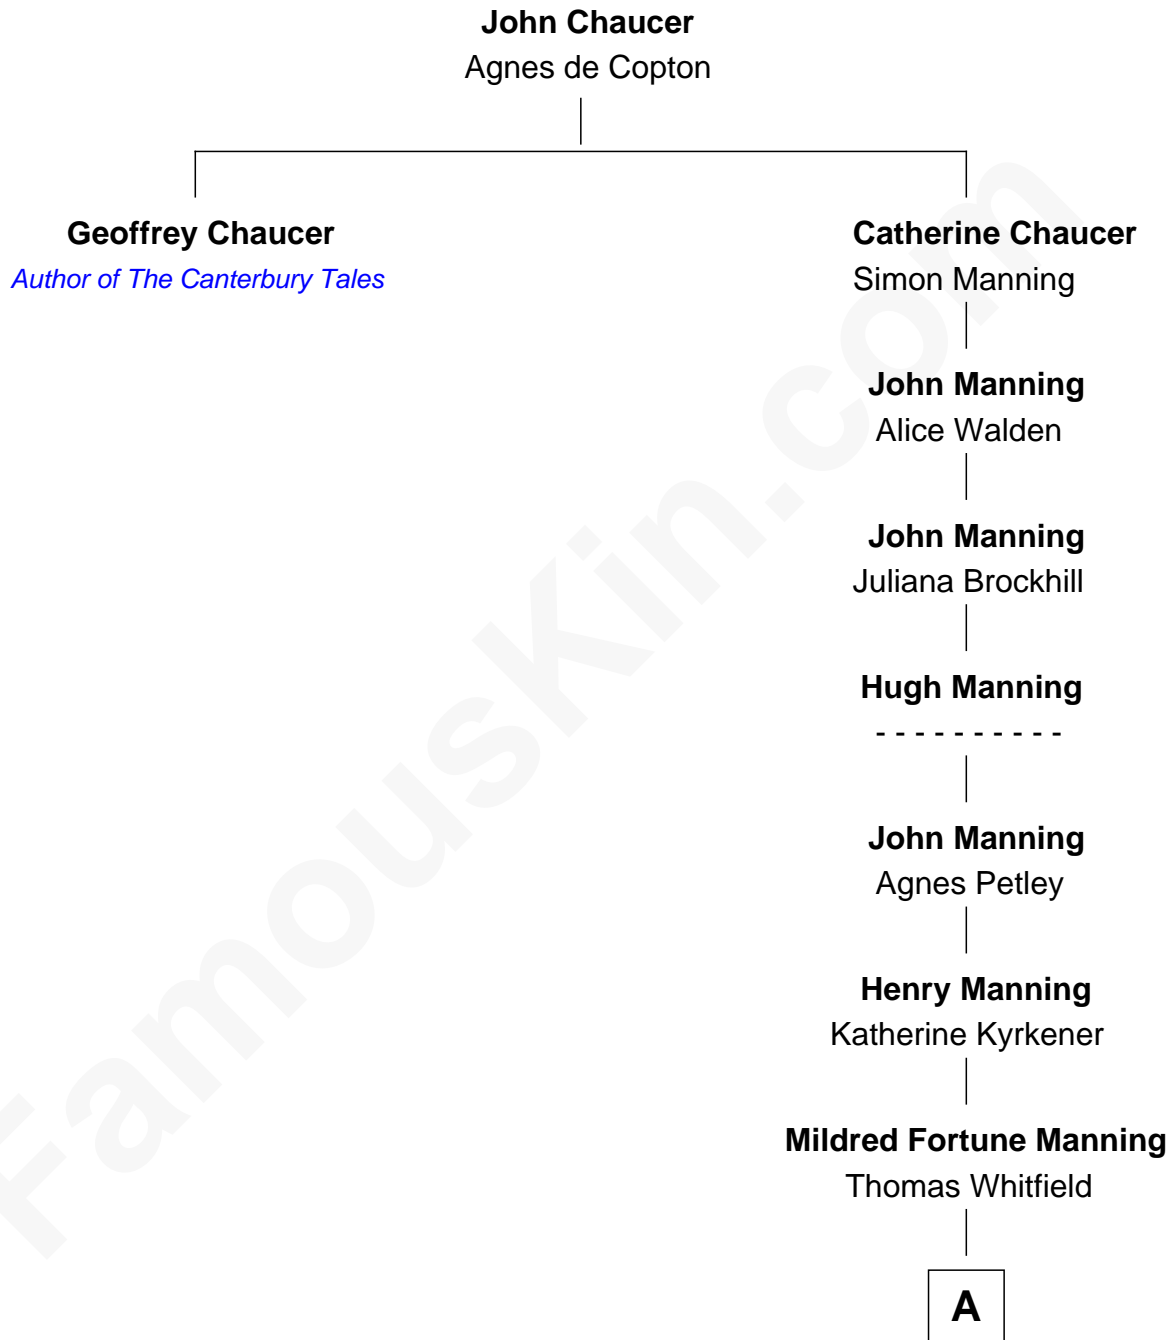 John Chaucer
Agnes de Copton
Geoffrey Chaucer
Author of The Canterbury Tales
Catherine Chaucer
Simon Manning
John Manning
Alice Walden
John Manning
Juliana Brockhill
Hugh Manning
- - - - - - - - - -
John Manning
Agnes Petley
Henry Manning
Katherine Kyrkener
Mildred Fortune Manning
Thomas Whitfield
A
FamousKin.com